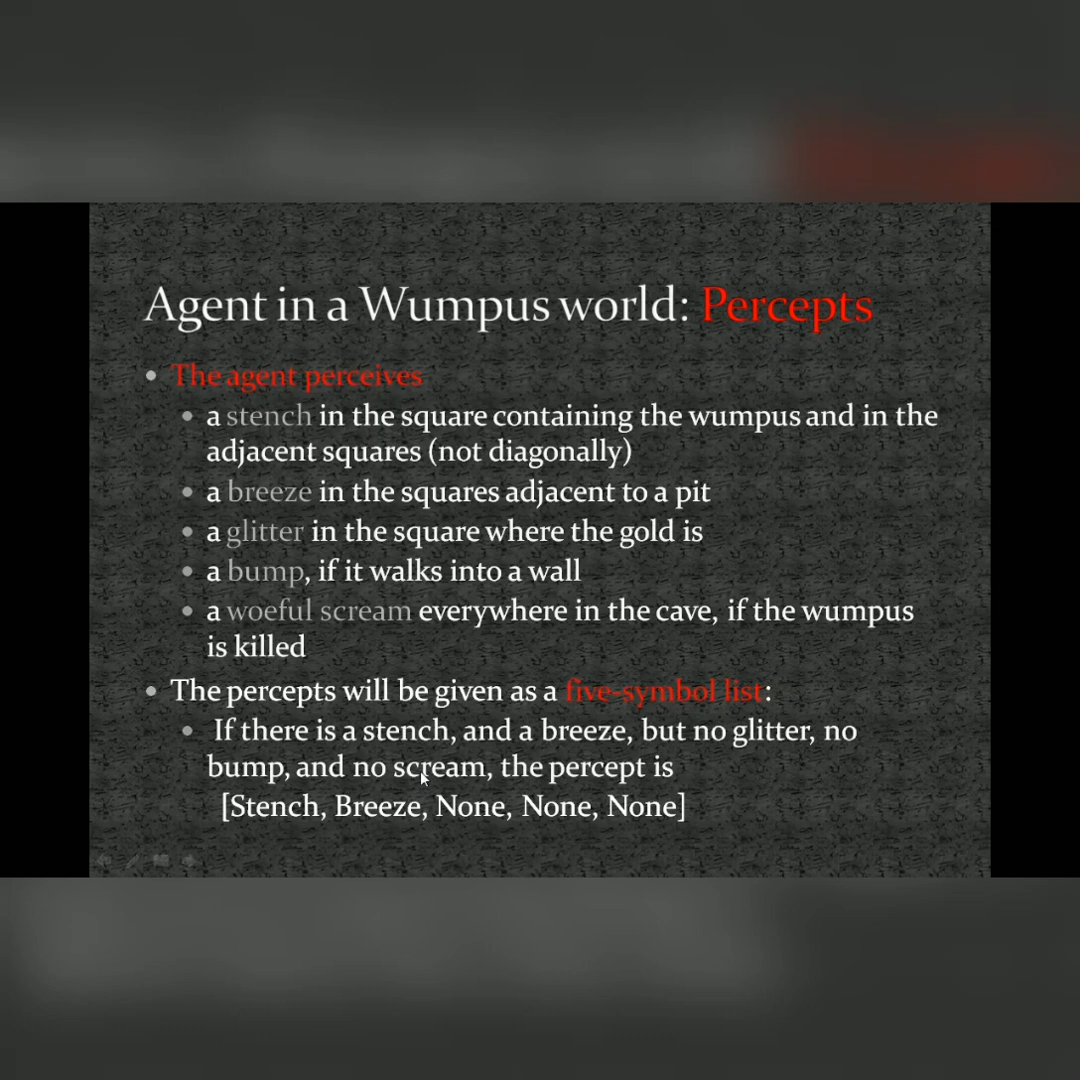 Agent in a Wumpus world: Percepts
• The agent perceives
• a stench in the square containing the wumpus and in the
adjacent squares (not diagonally)
• a breeze in the squares adjacent to a pit
• a glitter in the square where the gold is
• a bump, if it walks into a wall
• a woeful scream everywhere in the cave, if the wumpus
is killed
• The percepts will be given as a five-symbol list:
• If there is a stench, and a breeze, but no glitter, no
bump, and no scream, the percept is
[Stench, Breeze, None, None, None]